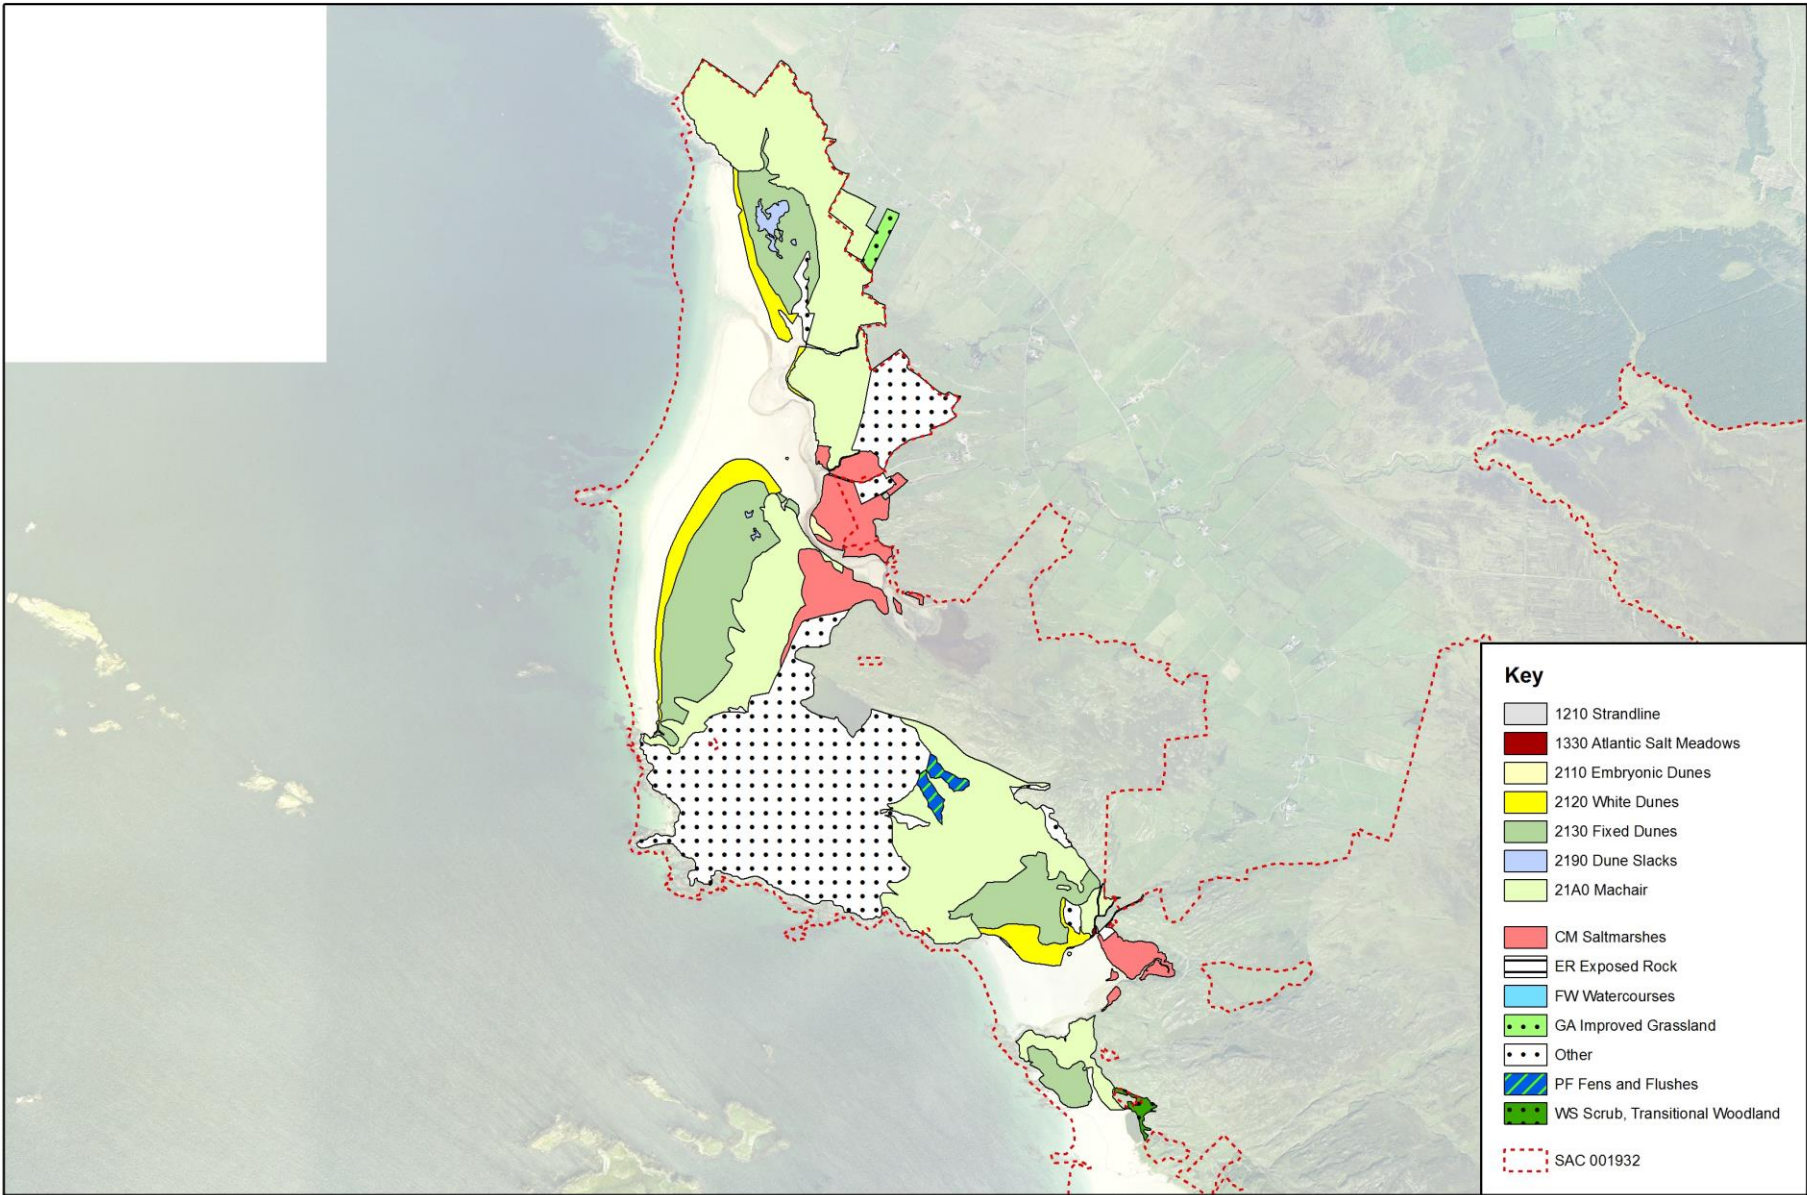 Key
1210 Strandline
1330 Atlantic Salt Meadows
2110 Embryonic Dunes
2120 White Dunes
2130 Fixed Dunes
2190 Dune Slacks
21A0 Machair
CM Saltmarshes
ER Exposed Rock
FW Watercourses
GA Improved Grassland
Other
PF Fens and Flushes
WS Scrub, Transitional Woodland
SAC 001932